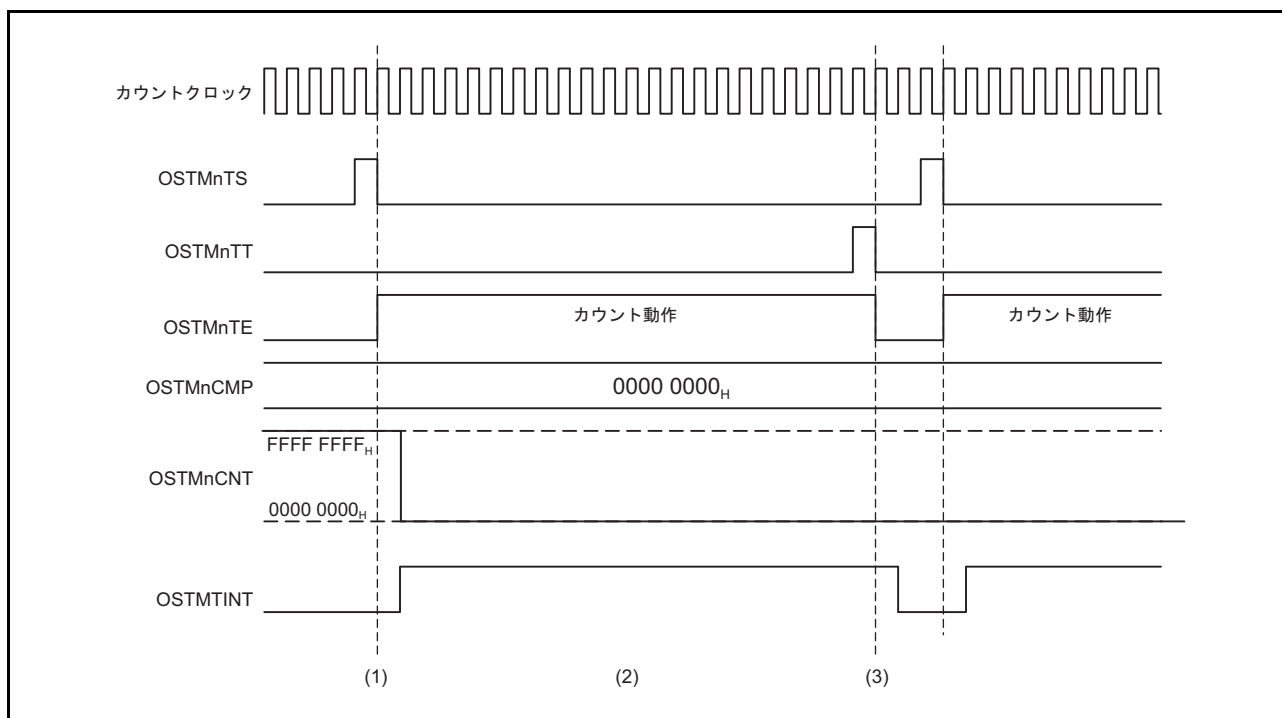 カウントクロック
OSTMnTS
OSTMnTT
OSTMnTE
カウント動作
カウント動作
OSTMnCMP
0000 0000H
FFFF FFFFH
OSTMnCNT
0000 0000H
OSTMTINT
(1)
(2)
(3)